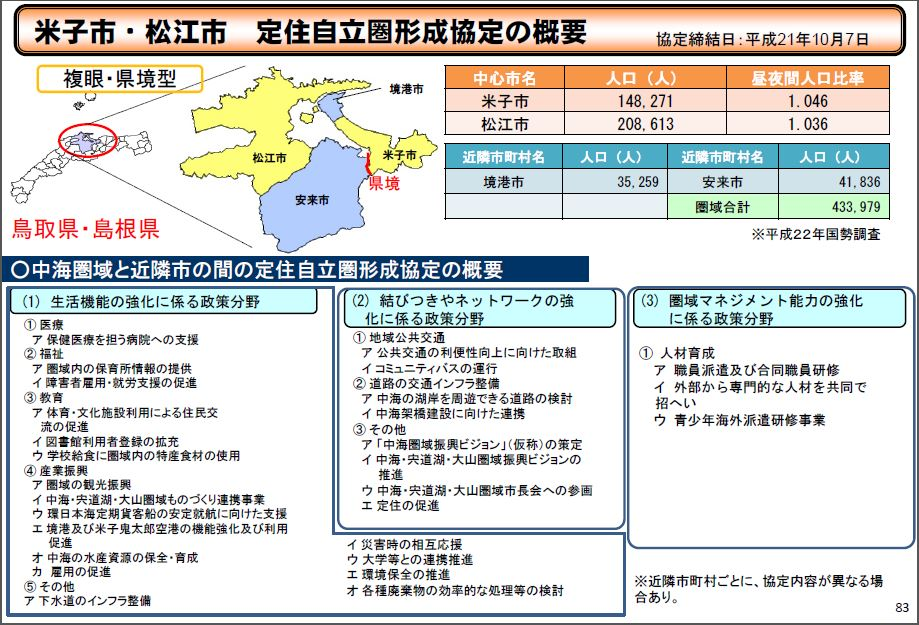 米子市・松江市　定住自立圏形成協定の概要
協定締結日：平成21年10月7日
複眼・県境型
境港市
松江市
米子市
県境
安来市
鳥取県・島根県
中心市名 人口（人） 昼夜間人口比率
米子市 148,271 1.046
松江市 208,613 1.036
近隣市町村名 人口（人） 近隣市町村名 人口（人）
境港市 35,259 安来市 41,836
圏域合計 433,979
※平成22年国勢調査
○中海圏域と近隣市の間の定住自立圏形成協定の概要
(1) 生活機能の強化に係る政策分野
① 医療
ア 保健医療を担う病院への支援
② 福祉
ア 圏域内の保育所情報の提供
イ 障害者雇用・就労支援の促進
③ 教育
ア 体育・文化施設利用による住民交
流の促進
イ 図書館利用者登録の拡充
ウ 学校給食に圏域内の特産食材の使用
④ 産業振興
ア 圏域の観光振興
イ 中海・宍道湖・大山圏域ものづくり連携事業
ウ 環日本海定期貨客船の安定就航に向けた支援
エ 境港及び米子鬼太郎空港の機能強化及び利用
促進
オ 中海の水産資源の保全・育成
カ 雇用の促進
⑤ その他
ア 下水道のインフラ整備
イ 災害時の相互応援
ウ 大学等との連携推進
エ 環境保全の推進
オ 各種廃棄物の効率的な処理等の検討
(2) 結びつきやネットワークの強
化に係る政策分野
① 地域公共交通
ア 公共交通の利便性向上に向けた取組
イ コミュニティバスの運行
② 道路の交通インフラ整備
ア 中海の湖岸を周遊できる道路の検討
イ 中海架橋建設に向けた連携
③ その他
ア 「中海圏域振興ビジョン」（仮称）の策定
イ 中海・宍道湖・大山圏域振興ビジョンの
推進
ウ 中海・宍道湖・大山圏域市長会への参画
エ 定住の促進
(3) 圏域マネジメント能力の強化
に係る政策分野
① 人材育成
ア 職員派遣及び合同職員研修
イ 外部から専門的な人材を共同で
招へい
ウ 青少年海外派遣研修事業
※近隣市町村ごとに、協定内容が異なる場
合あり。
83